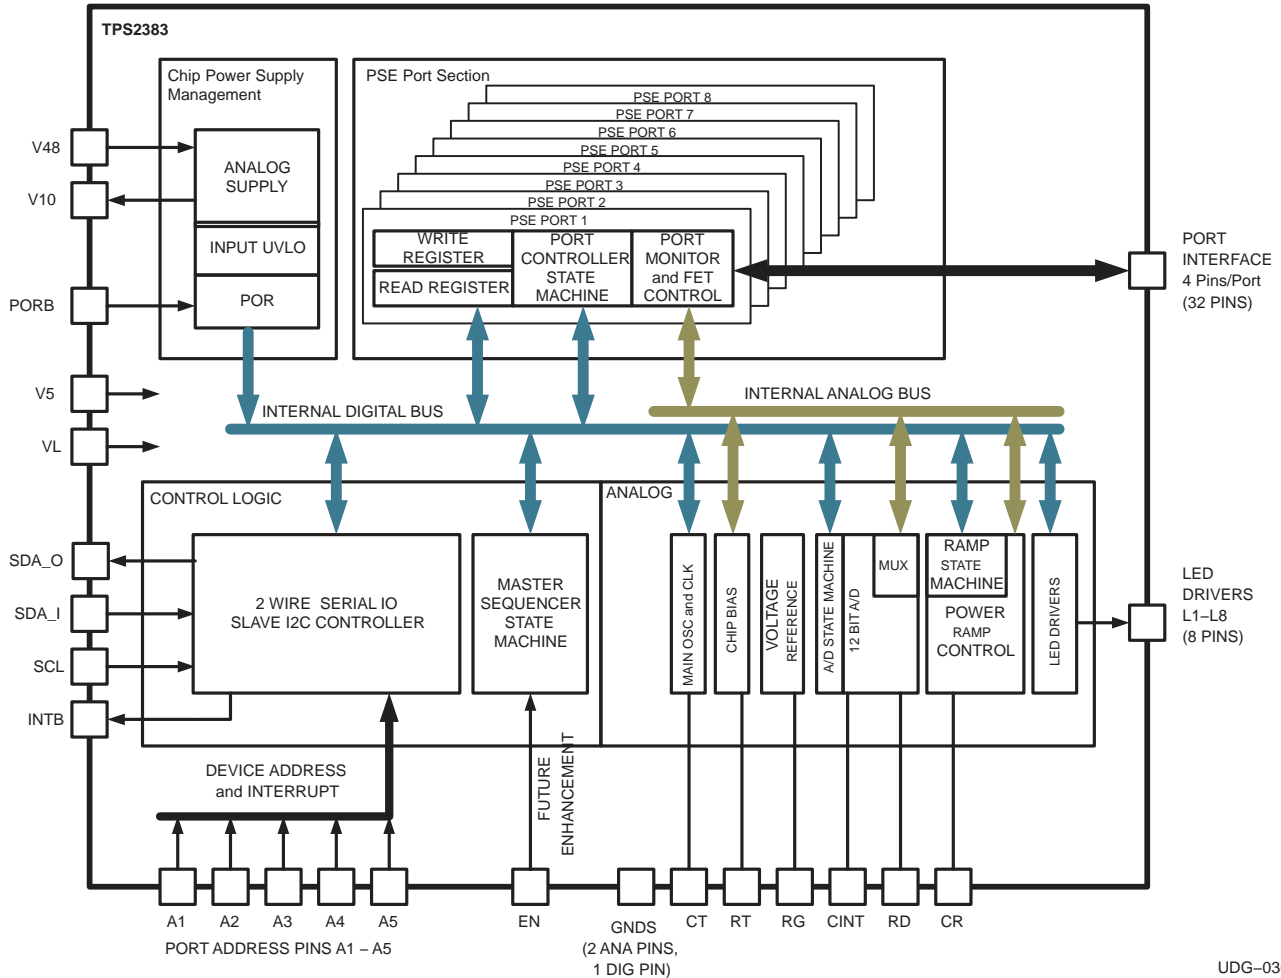 TPS2383
Chip Power Supply
Management
PSE Port Section
PSE PORT 8
PSE PORT 7
PSE PORT 6
PSE PORT 5
PSE PORT 4
PSE PORT 3
PSE PORT 2
PSE PORT 1
V48
V10
PORB
V5
VL
SDA_O
SDA_I
SCL
INTB
ANALOG
SUPPLY
INPUT UVLO
POR
WRITE
REGISTER
READ REGISTER
PORT
CONTROLLER
STATE
MACHINE
PORT
MONITOR
and FET
CONTROL
PORT
INTERFACE
4 Pins/Port
(32 PINS)
INTERNAL DIGITAL BUS
INTERNAL ANALOG BUS
CONTROL LOGIC
ANALOG
2 WIRE SERIAL IO
SLAVE I2C CONTROLLER
MASTER
SEQUENCER
STATE
MACHINE
MAIN OSC and CLK
CHIP BIAS
VOLTAGE
REFERENCE
A/D STATE MACHINE
12 BIT A/D
MUX
RAMP
STATE
MACHINE
POWER
RAMP
CONTROL
LED DRIVERS
LED
DRIVERS
L1–L8
(8 PINS)
DEVICE ADDRESS
and INTERRUPT
FUTURE
ENHANCEMENT
A1
A2
A3
A4
A5
EN
GNDS
(2 ANA PINS,
1 DIG PIN)
CT
RT
RG
CINT
RD
CR
PORT ADDRESS PINS A1 – A5
UDG–03